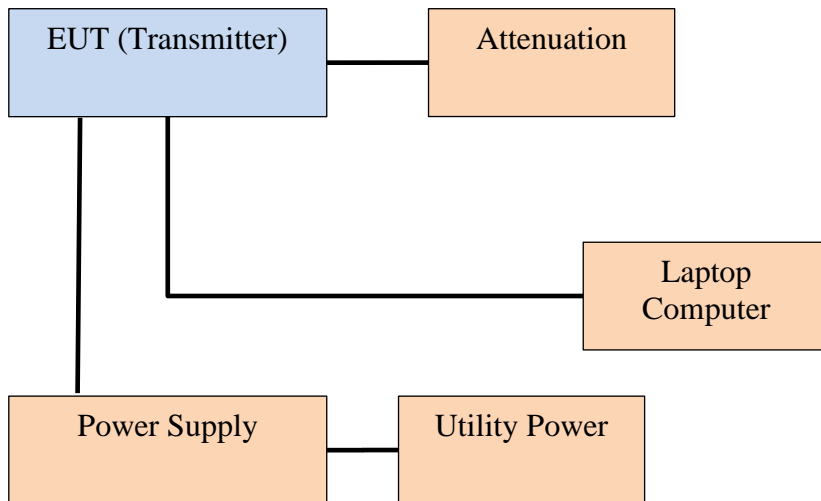 EUT (Transmitter)
Attenuation
Laptop
Computer
Power Supply
Utility Power